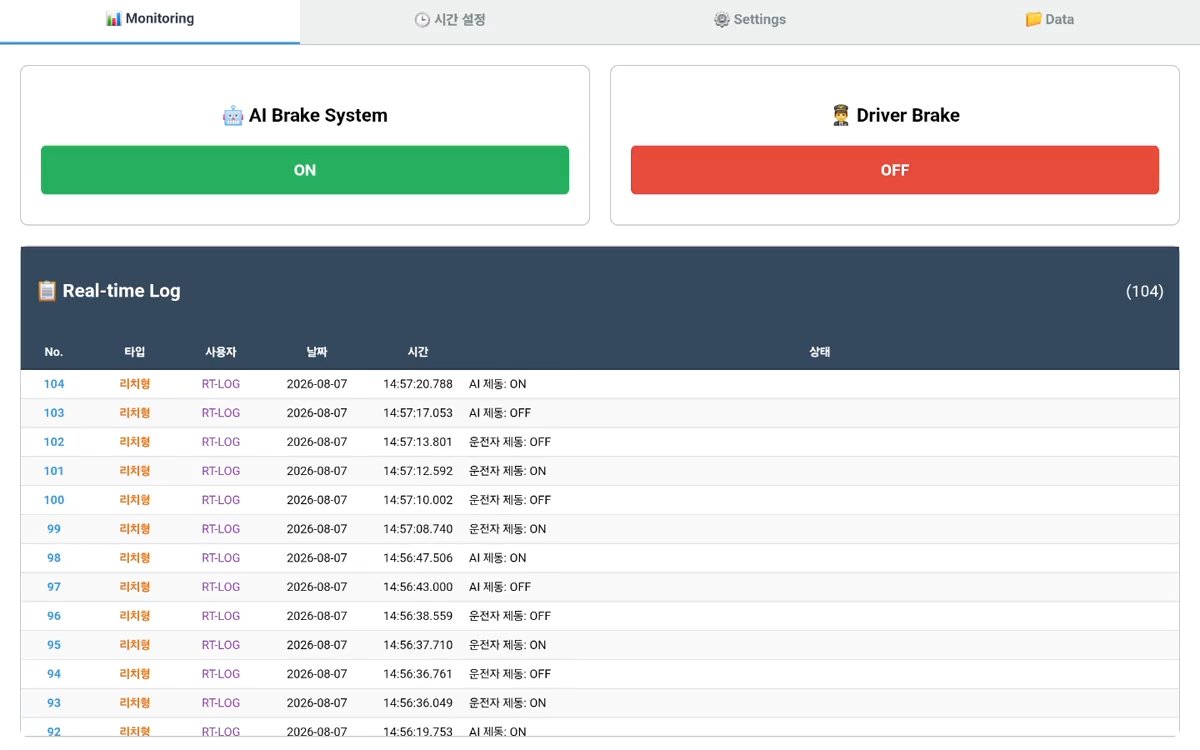 Monitoring 시간 설정 Settings Data
AI Brake System
ON
Driver Brake
OFF
Real-time Log (104)
No. 타입 사용자 날짜 시간 상태
104 리치형 RT-LOG 2026-08-07 14:57:20.788 AI 제동: ON
103 리치형 RT-LOG 2026-08-07 14:57:17.053 AI 제동: OFF
102 리치형 RT-LOG 2026-08-07 14:57:13.801 운전자 제동: OFF
101 리치형 RT-LOG 2026-08-07 14:57:12.592 운전자 제동: ON
100 리치형 RT-LOG 2026-08-07 14:57:10.002 운전자 제동: OFF
99 리치형 RT-LOG 2026-08-07 14:57:08.740 운전자 제동: ON
98 리치형 RT-LOG 2026-08-07 14:56:47.506 AI 제동: ON
97 리치형 RT-LOG 2026-08-07 14:56:43.000 AI 제동: OFF
96 리치형 RT-LOG 2026-08-07 14:56:38.559 운전자 제동: OFF
95 리치형 RT-LOG 2026-08-07 14:56:37.710 운전자 제동: ON
94 리치형 RT-LOG 2026-08-07 14:56:36.761 운전자 제동: OFF
93 리치형 RT-LOG 2026-08-07 14:56:36.049 운전자 제동: ON
92 리치형 RT-LOG 2026-08-07 14:56:19.753 AI 제동: ON